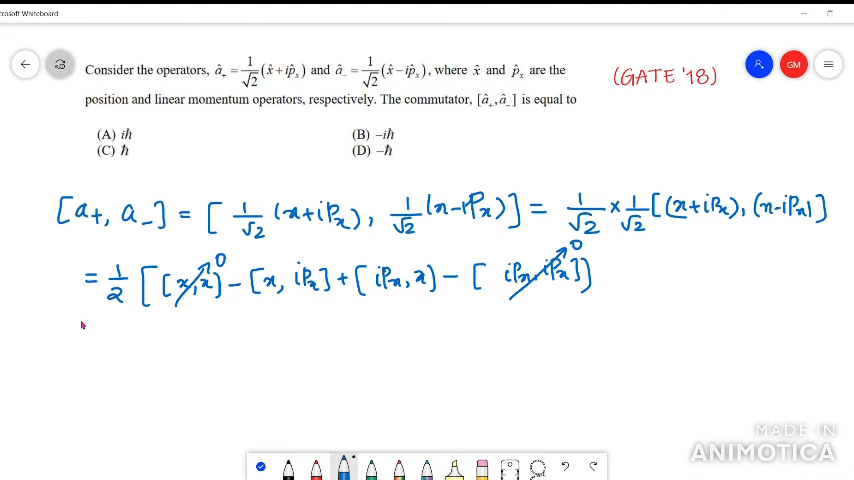 crosoft Whiteboard
GM
Consider the operators, â₊ = 1/√2 (x̂ + ip̂ₓ) and â₋ = 1/√2 (x̂ − ip̂ₓ), where x̂ and p̂ₓ are the
(GATE '18)
position and linear momentum operators, respectively. The commutator, [â₊, â₋] is equal to
(A) iℏ (B) −iℏ
(C) ℏ (D) −ℏ
[a₊, a₋] = [ 1/√2 (x+iPₓ), 1/√2 (x−iPₓ) ] = 1/√2 × 1/√2 [(x+iPₓ), (x−iPₓ)]
= 1/2 [ [x, x]⁰ − [x, iPₓ] + [iPₓ, x] − [iPₓ, iPₓ]⁰ ]
MADE IN
ANIMOTICA